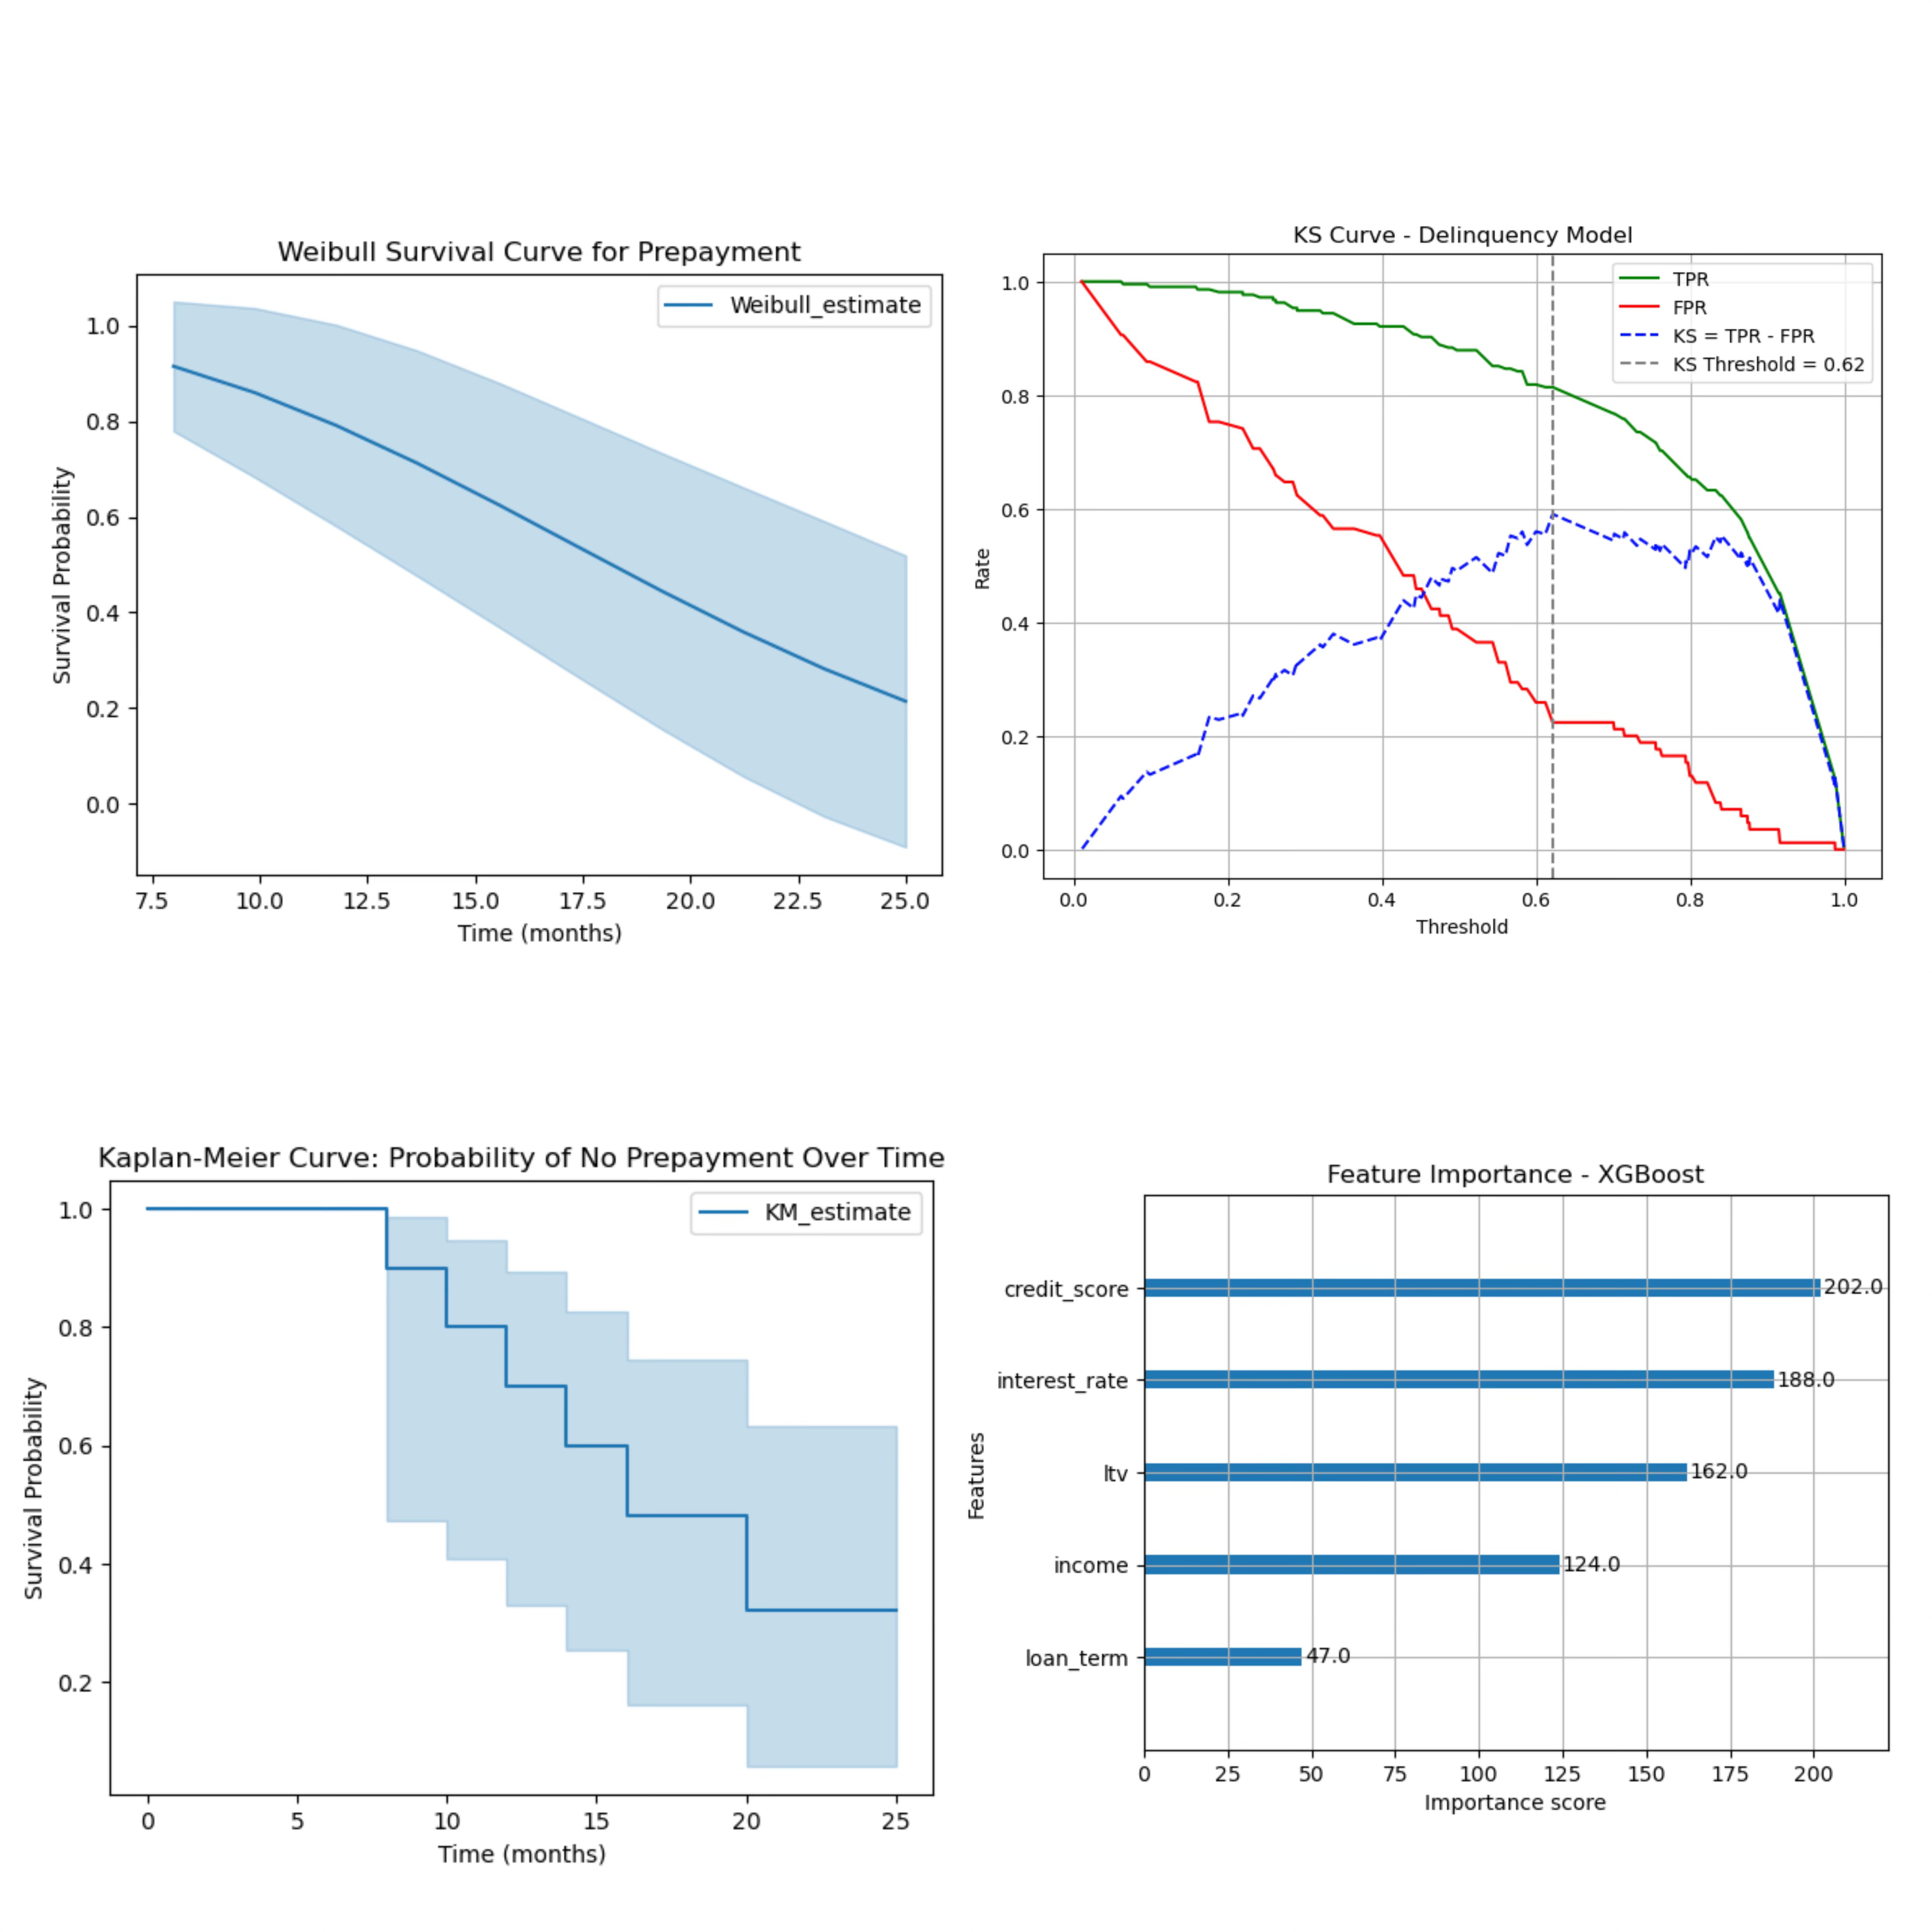 Weibull Survival Curve for Prepayment
Weibull_estimate
Survival Probability
1.0
0.8
0.6
0.4
0.2
0.0
7.5 10.0 12.5 15.0 17.5 20.0 22.5 25.0
Time (months)
KS Curve - Delinquency Model
TPR
FPR
KS = TPR - FPR
KS Threshold = 0.62
Rate
1.0
0.8
0.6
0.4
0.2
0.0
0.0 0.2 0.4 0.6 0.8 1.0
Threshold
Kaplan-Meier Curve: Probability of No Prepayment Over Time
KM_estimate
Survival Probability
1.0
0.8
0.6
0.4
0.2
0 5 10 15 20 25
Time (months)
Feature Importance - XGBoost
Features
credit_score 202.0
interest_rate 188.0
ltv 162.0
income 124.0
loan_term 47.0
0 25 50 75 100 125 150 175 200
Importance score